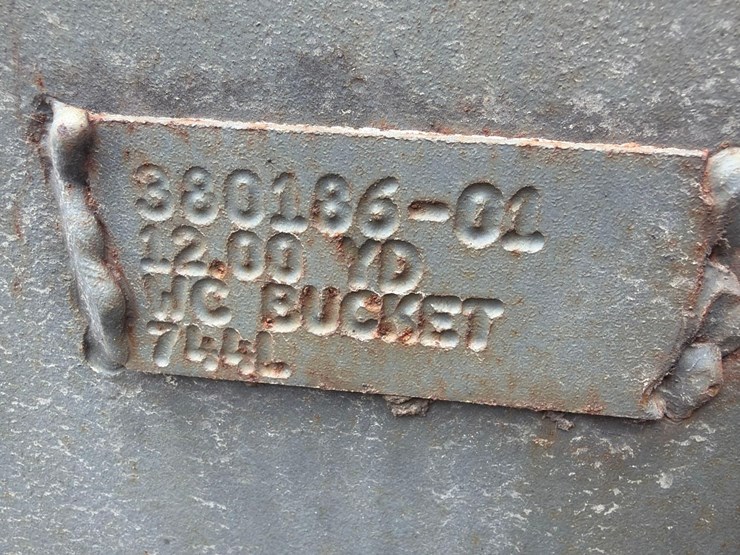 380186-01
12.00 YD
WC BUCKET
744L